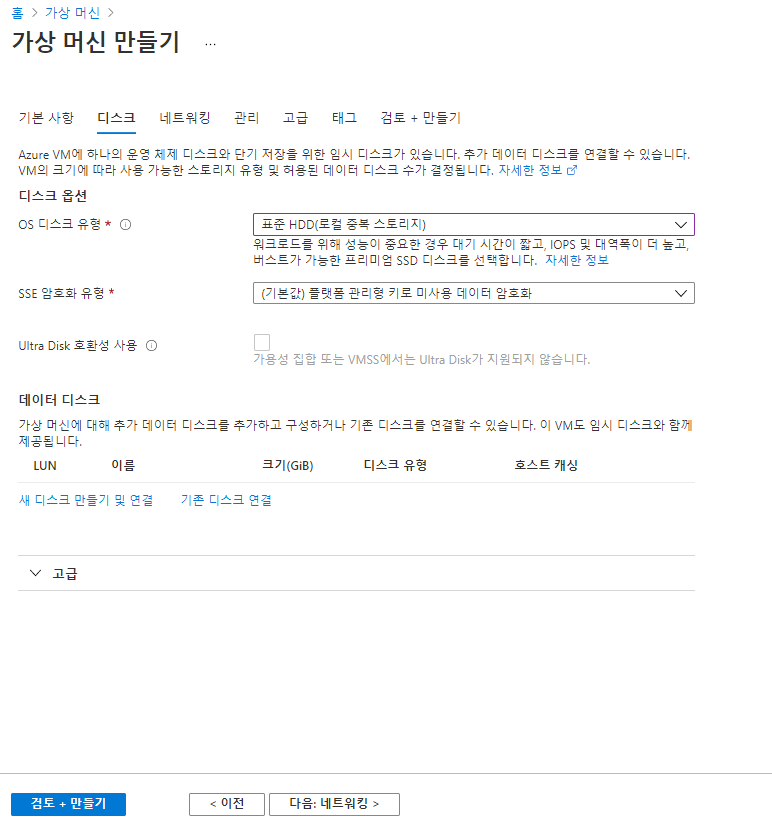 홈 > 가상 머신 >
가상 머신 만들기 ...
기본 사항 디스크 네트워킹 관리 고급 태그 검토 + 만들기
Azure VM에 하나의 운영 체제 디스크와 단기 저장을 위한 임시 디스크가 있습니다. 추가 데이터 디스크를 연결할 수 있습니다.
VM의 크기에 따라 사용 가능한 스토리지 유형 및 허용된 데이터 디스크 수가 결정됩니다. 자세한 정보
디스크 옵션
OS 디스크 유형 * 표준 HDD(로컬 중복 스토리지)
워크로드를 위해 성능이 중요한 경우 대기 시간이 짧고, IOPS 및 대역폭이 더 높고,
버스트가 가능한 프리미엄 SSD 디스크를 선택합니다. 자세한 정보
SSE 암호화 유형 * (기본값) 플랫폼 관리형 키로 미사용 데이터 암호화
Ultra Disk 호환성 사용
가용성 집합 또는 VMSS에서는 Ultra Disk가 지원되지 않습니다.
데이터 디스크
가상 머신에 대해 추가 데이터 디스크를 추가하고 구성하거나 기존 디스크를 연결할 수 있습니다. 이 VM도 임시 디스크와 함께
제공됩니다.
LUN 이름 크기(GiB) 디스크 유형 호스트 캐싱
새 디스크 만들기 및 연결 기존 디스크 연결
고급
검토 + 만들기 < 이전 다음: 네트워킹 >